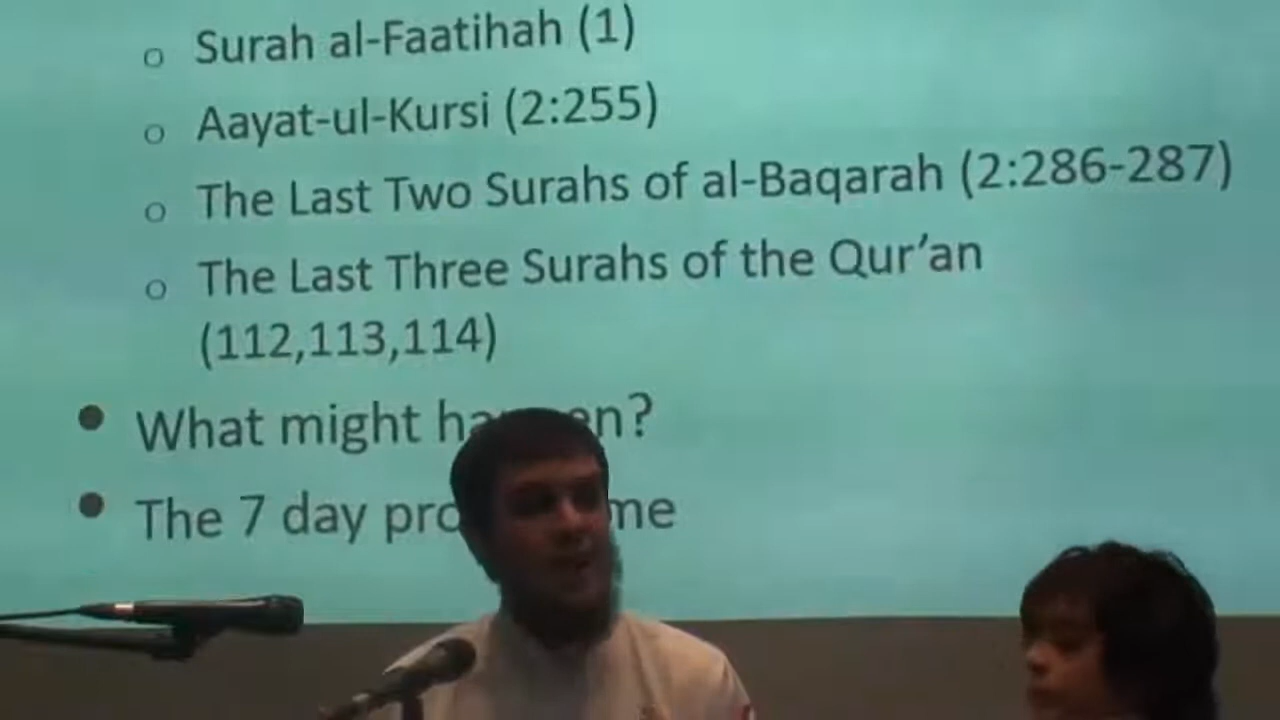 Surah al-Faatihah (1)
Aayat-ul-Kursi (2:255)
The Last Two Surahs of al-Baqarah (2:286-287)
The Last Three Surahs of the Qur’an
(112,113,114)
What might
The 7 day